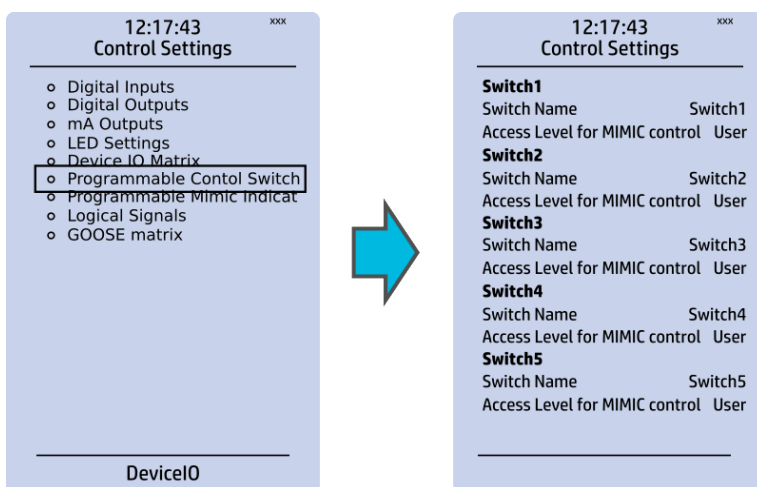 12:17:43 xxx
Control Settings
Digital Inputs
Digital Outputs
mA Outputs
LED Settings
Device IO Matrix
Programmable Contol Switch
Programmable Mimic Indicat
Logical Signals
GOOSE matrix
DeviceIO
12:17:43 xxx
Control Settings
Switch1
Switch Name Switch1
Access Level for MIMIC control User
Switch2
Switch Name Switch2
Access Level for MIMIC control User
Switch3
Switch Name Switch3
Access Level for MIMIC control User
Switch4
Switch Name Switch4
Access Level for MIMIC control User
Switch5
Switch Name Switch5
Access Level for MIMIC control User